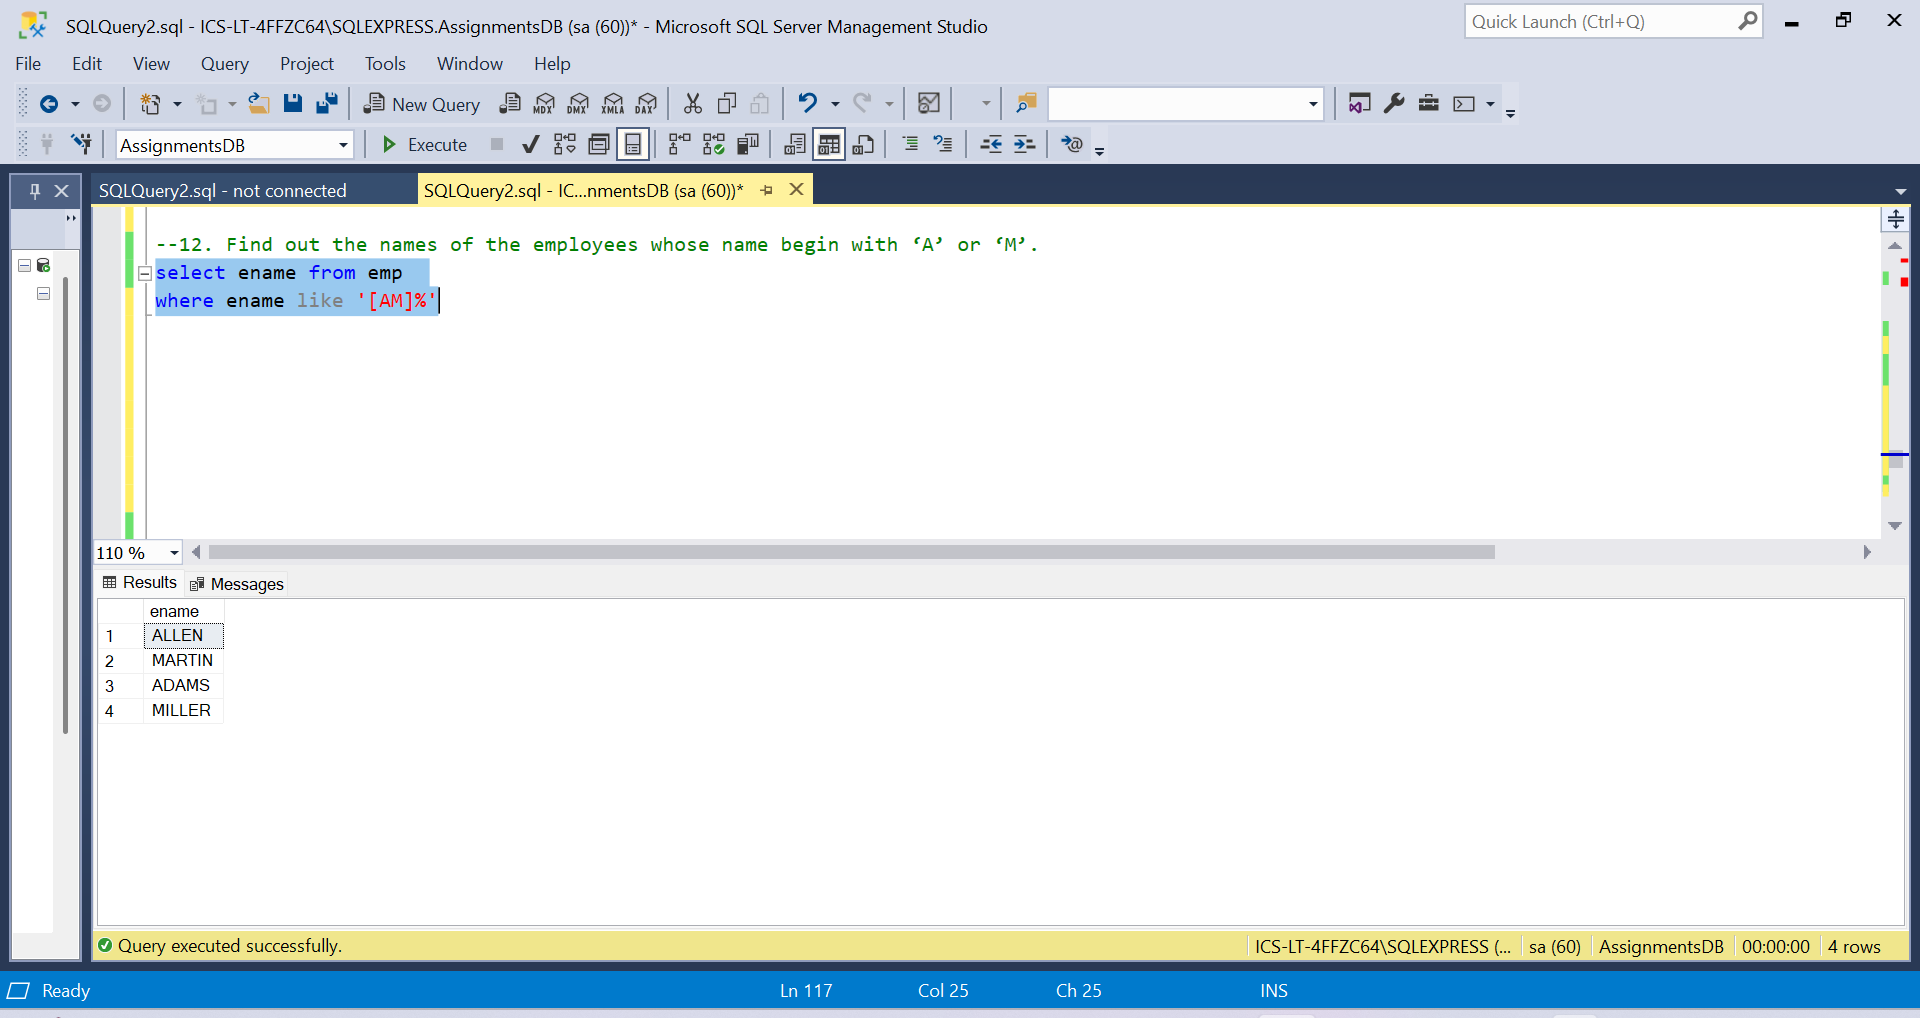 SQLQuery2.sql - ICS-LT-4FFZC64\SQLEXPRESS.AssignmentsDB (sa (60))* - Microsoft SQL Server Management Studio
Quick Launch (Ctrl+Q)
File Edit View Query Project Tools Window Help
New Query MDX DMX XMLA DAX
AssignmentsDB Execute
SQLQuery2.sql - not connected
SQLQuery2.sql - IC...nmentsDB (sa (60))*
--12. Find out the names of the employees whose name begin with ‘A’ or ‘M’.
select ename from emp
where ename like '[AM]%'
110 %
Results Messages
ename
1 ALLEN
2 MARTIN
3 ADAMS
4 MILLER
Query executed successfully.
ICS-LT-4FFZC64\SQLEXPRESS (... sa (60) AssignmentsDB 00:00:00 4 rows
Ready Ln 117 Col 25 Ch 25 INS